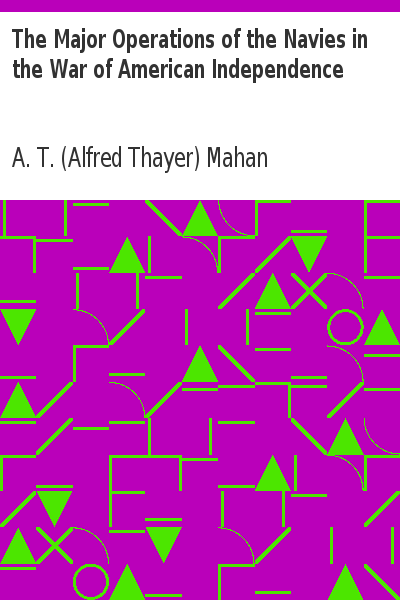 The Major Operations of the Navies in
the War of American Independence
A. T. (Alfred Thayer) Mahan